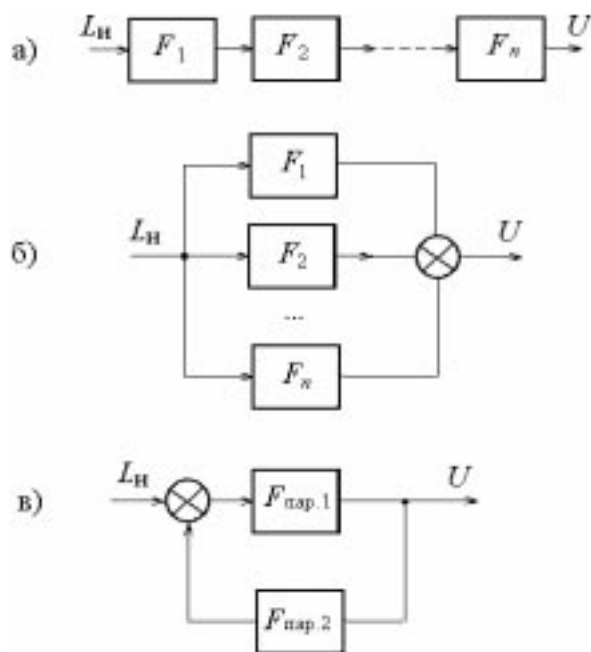 а) Lн F1 F2 Fn U
F1
б) Lн F2 U
...
Fn
в) Lн Fпар.1 U
Fпар.2